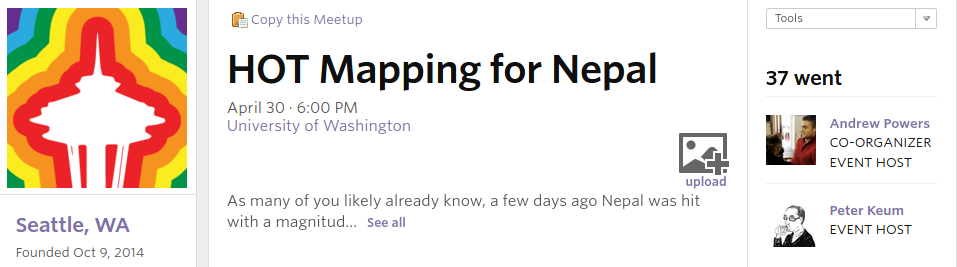 Copy this Meetup
HOT Mapping for Nepal
April 30 · 6:00 PM
University of Washington
upload
As many of you likely already know, a few days ago Nepal was hit
with a magnitud... See all
Seattle, WA
Founded Oct 9, 2014
Tools
37 went
Andrew Powers
CO-ORGANIZER
EVENT HOST
Peter Keum
EVENT HOST